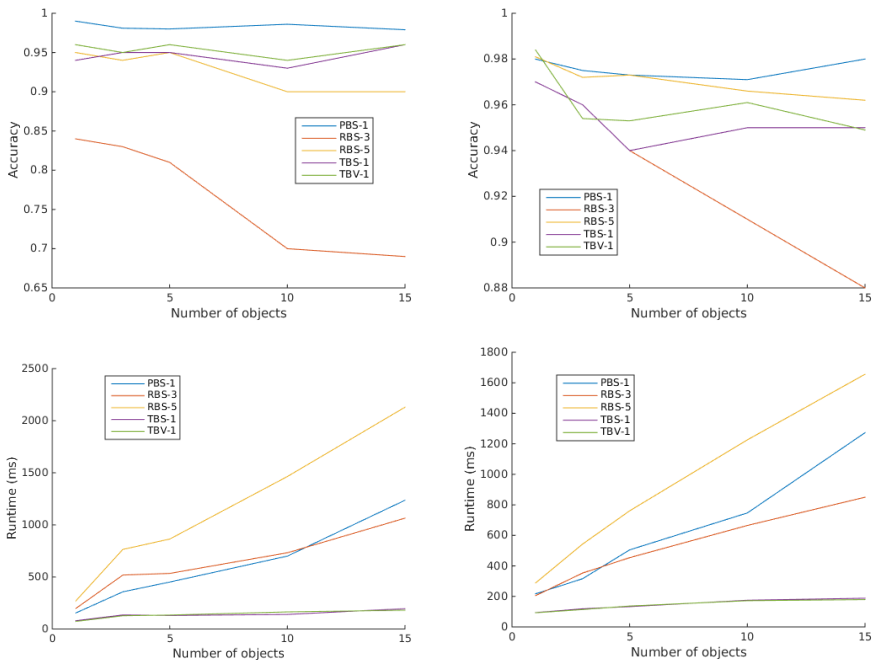 1
0.95
0.9
0.85
0.8
0.75
0.7
0.65
Accuracy
0
5
10
15
Number of objects
PBS-1
RBS-3
RBS-5
TBS-1
TBV-1
1
0.98
0.96
0.94
0.92
0.9
0.88
Accuracy
0
5
10
15
Number of objects
PBS-1
RBS-3
RBS-5
TBS-1
TBV-1
2500
2000
1500
1000
500
0
Runtime (ms)
0
5
10
15
Number of objects
PBS-1
RBS-3
RBS-5
TBS-1
TBV-1
1800
1600
1400
1200
1000
800
600
400
200
0
Runtime (ms)
0
5
10
15
Number of objects
PBS-1
RBS-3
RBS-5
TBS-1
TBV-1